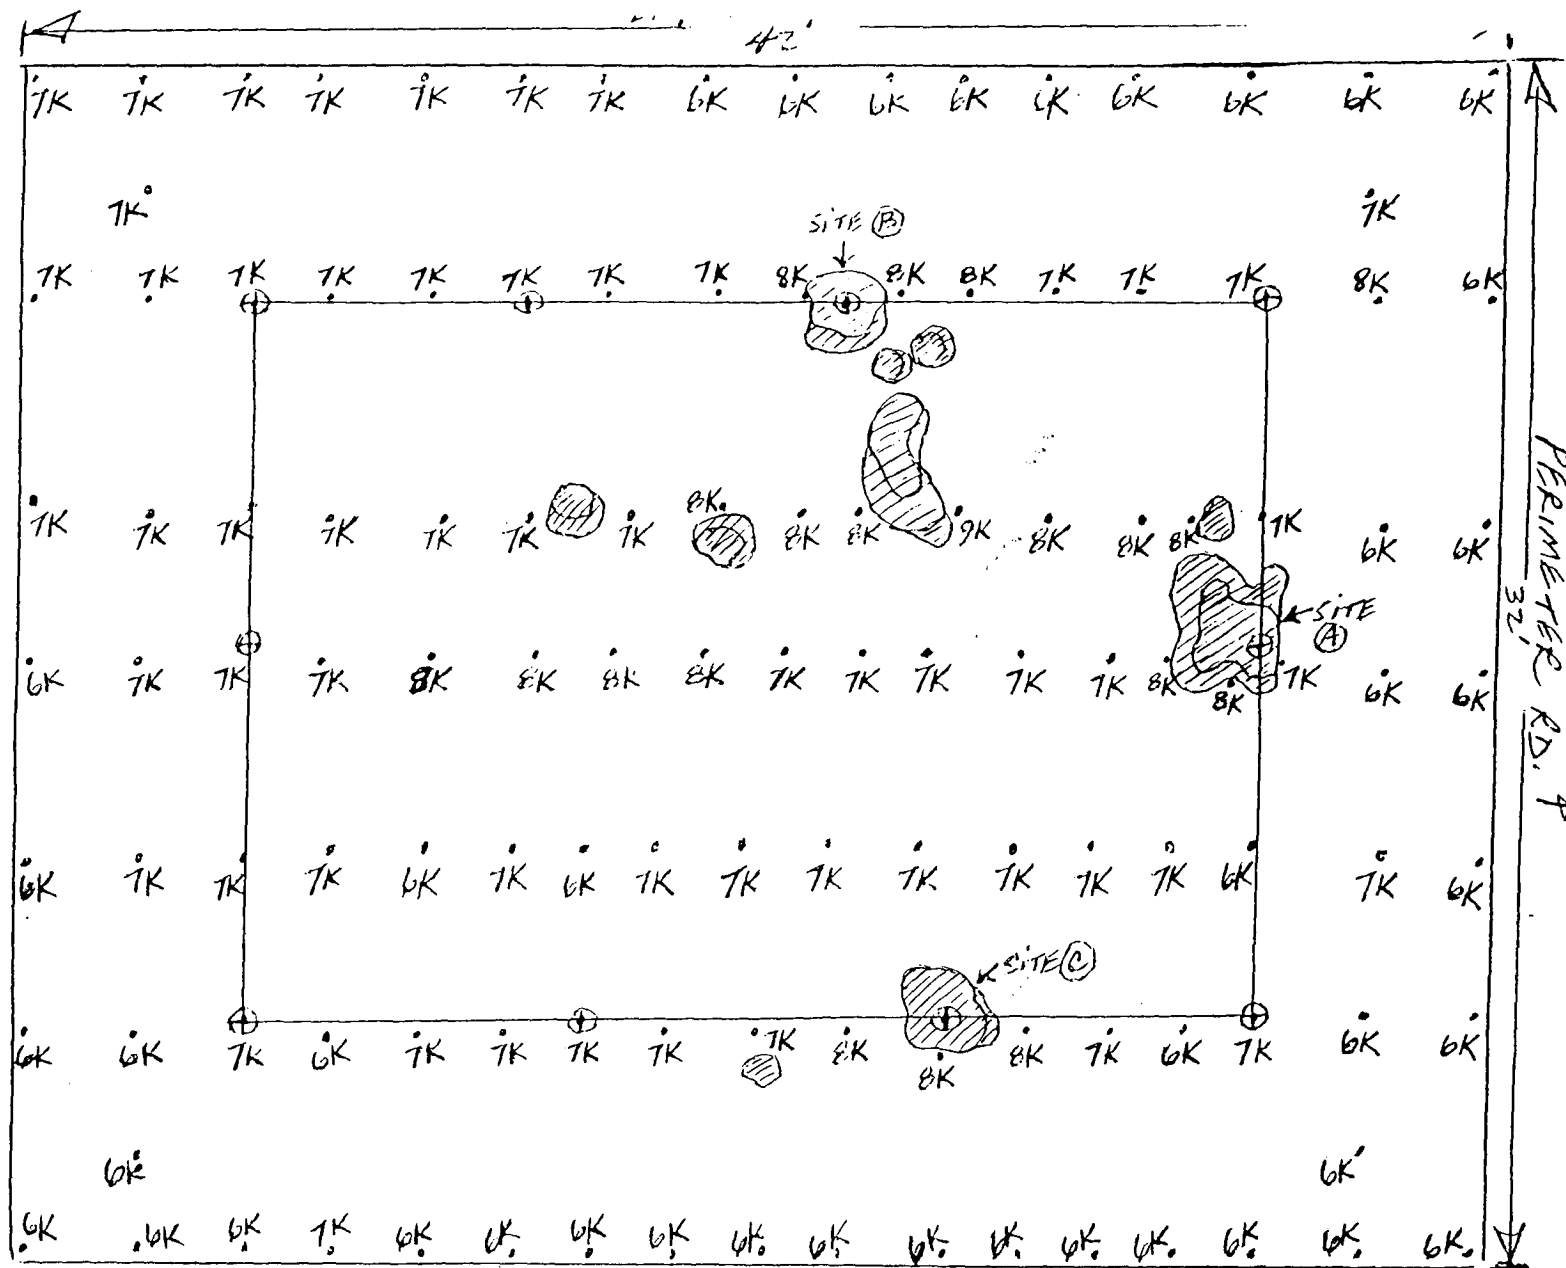 42'
7K 7K 7K 7K 7K 7K 7K 6K 6K 6K 6K 6K 6K 6K 6K 6K
7K 7K
SITE B
7K 7K 7K 7K 7K 7K 7K 7K 8K 8K 8K 7K 7K 7K 8K 6K
8K
7K 7K 7K 7K 7K 7K 7K 8K 8K 9K 8K 8K 8K 7K 6K 6K
SITE
A
6K 7K 7K 7K 8K 8K 8K 8K 7K 7K 7K 7K 7K 8K 7K 6K 6K
8K
6K 7K 7K 7K 6K 7K 6K 7K 7K 7K 7K 7K 7K 7K 6K 7K 6K
SITE C
6K 6K 7K 6K 7K 7K 7K 7K 7K 8K 8K 7K 6K 7K 6K 6K
8K
6K 6K
6K 6K 6K 7K 6K 6K 6K 6K 6K 6K 6K 6K 6K 6K 6K 6K 6K
PERIMETER RD.
32'